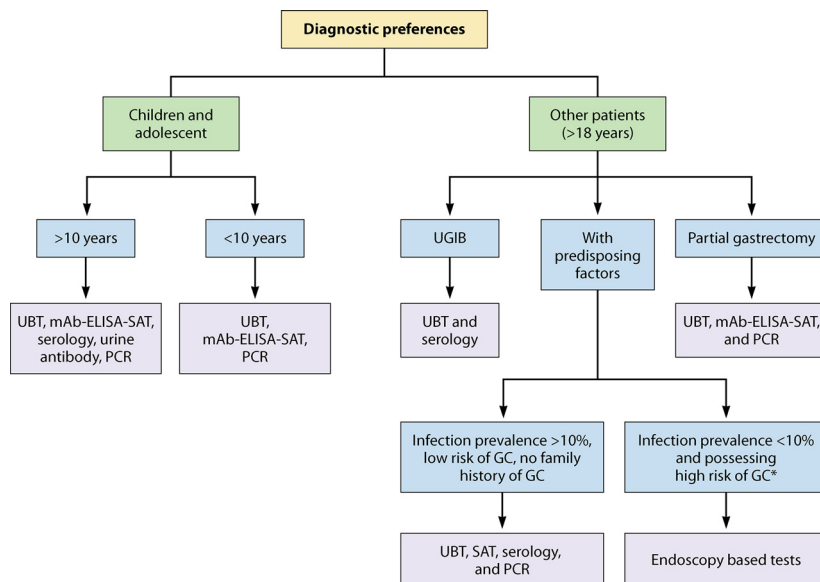 Diagnostic preferences
Children and
adolescent
Other patients
(>18 years)
>10 years
<10 years
UGIB
With
predisposing
factors
Partial gastrectomy
UBT, mAb-ELISA-SAT,
serology, urine
antibody, PCR
UBT,
mAb-ELISA-SAT,
PCR
UBT and
serology
UBT, mAb-ELISA-SAT,
and PCR
Infection prevalence >10%,
low risk of GC, no family
history of GC
Infection prevalence <10%
and possessing
high risk of GC*
UBT, SAT, serology,
and PCR
Endoscopy based tests